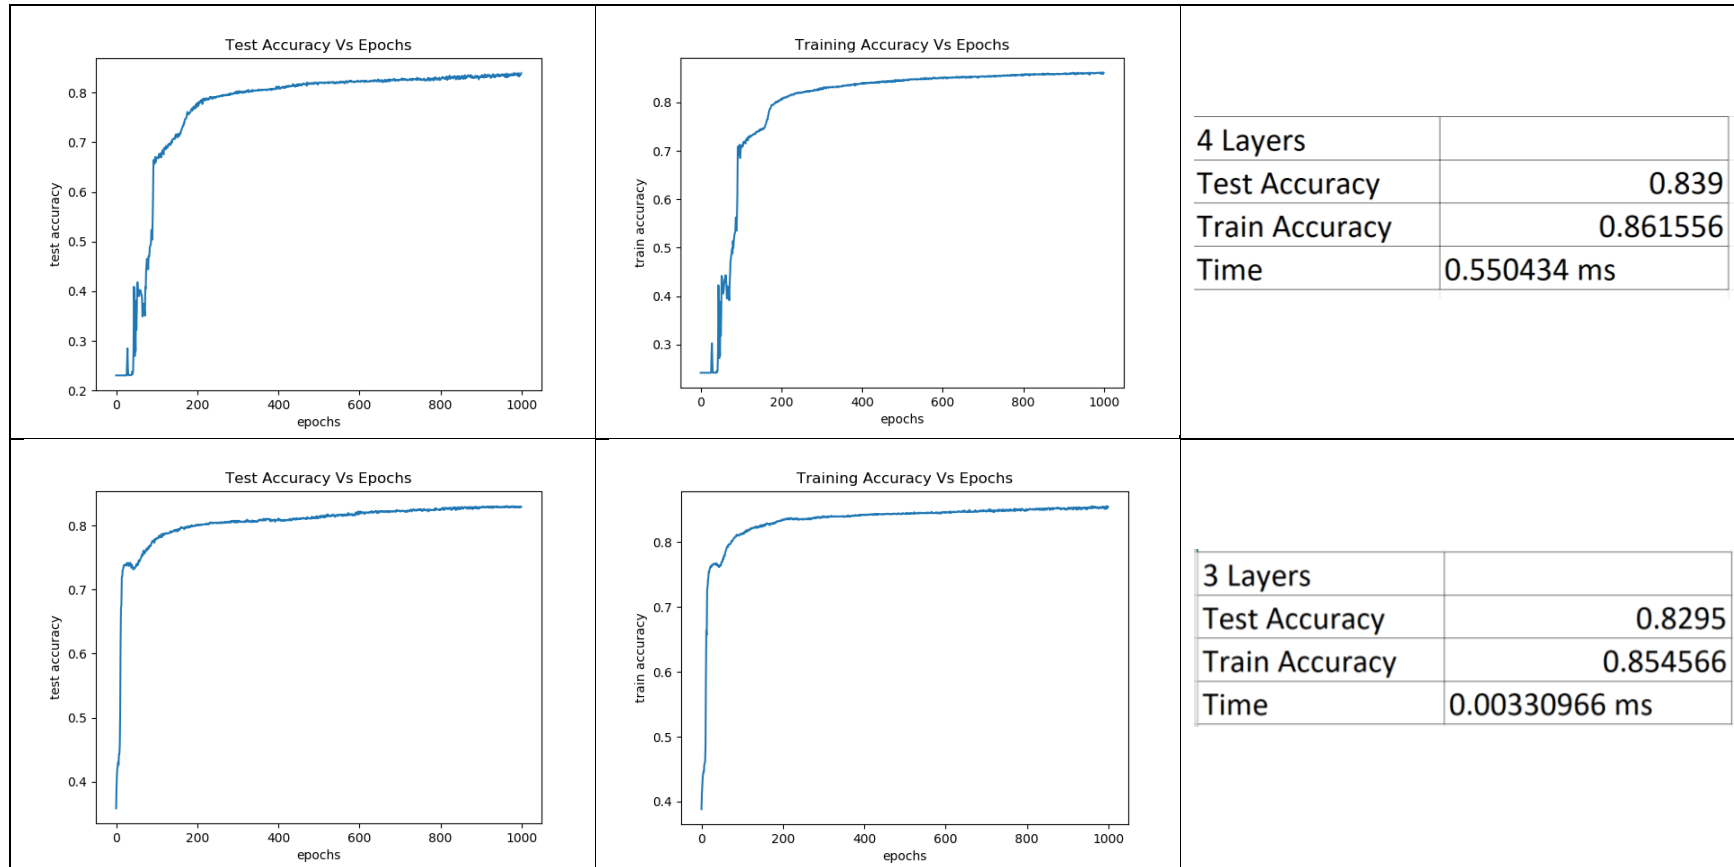 Test Accuracy Vs Epochs
test accuracy
0.8
0.7
0.6
0.5
0.4
0.3
0.2
0 200 400 600 800 1000
epochs
Training Accuracy Vs Epochs
train accuracy
0.8
0.7
0.6
0.5
0.4
0.3
0 200 400 600 800 1000
epochs
4 Layers
Test Accuracy 0.839
Train Accuracy 0.861556
Time 0.550434 ms
Test Accuracy Vs Epochs
test accuracy
0.8
0.7
0.6
0.5
0.4
0 200 400 600 800 1000
epochs
Training Accuracy Vs Epochs
train accuracy
0.8
0.7
0.6
0.5
0.4
0 200 400 600 800 1000
epochs
3 Layers
Test Accuracy 0.8295
Train Accuracy 0.854566
Time 0.00330966 ms